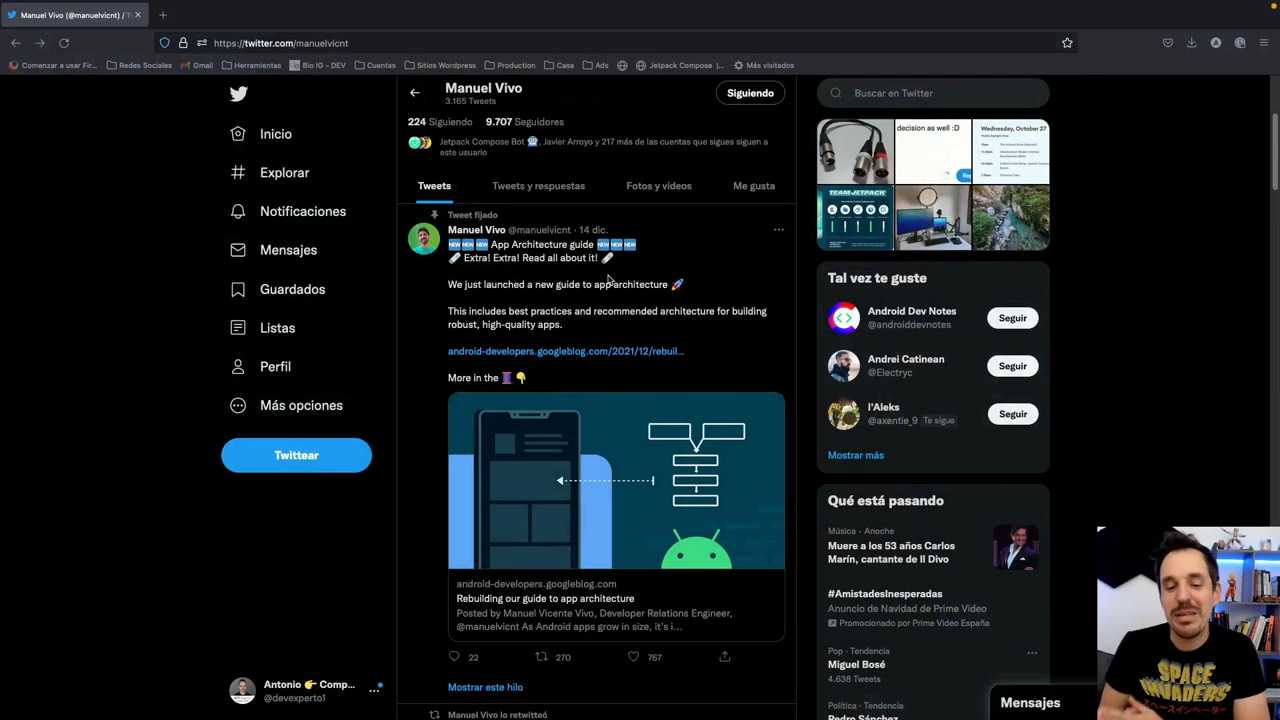 Manuel Vivo (@manuelvicnt) / T
https://twitter.com/manuelvicnt
Comenzar a usar Fir...
Redes Sociales
Gmail
Herramientas
Bio IG - DEV
Cuentas
Sitios Wordpress
Production
Casa
Ads
Jetpack Compose ...
Más visitados
Inicio
Explorar
Notificaciones
Mensajes
Guardados
Listas
Perfil
Más opciones
Twittear
Antonio 👉 Comp...
@devexperto1
Manuel Vivo
3.165 Tweets
Siguiendo
224 Siguiendo 9.707 Seguidores
Jetpack Compose Bot 🤖, Javier Arroyo y 217 más de las cuentas que sigues siguen a
este usuario
Tweets
Tweets y respuestas
Fotos y videos
Me gusta
Tweet fijado
Manuel Vivo @manuelvicnt · 14 dic.
🆕🆕🆕 App Architecture guide 🆕🆕🆕
🗞️ Extra! Extra! Read all about it! 🗞️
We just launched a new guide to app architecture 🚀
This includes best practices and recommended architecture for building
robust, high-quality apps.
android-developers.googleblog.com/2021/12/rebuil...
More in the 🧵👇
android-developers.googleblog.com
Rebuilding our guide to app architecture
Posted by Manuel Vicente Vivo, Developer Relations Engineer,
@manuelvicnt As Android apps grow in size, it's i...
22
270
767
Mostrar este hilo
Manuel Vivo lo retwitteó
Buscar en Twitter
decision as well :D
Wednesday, October 27
TEAM JETPACK
Tal vez te guste
Android Dev Notes
@androiddevnotes
Seguir
Andrei Catinean
@Electryc
Seguir
l'Aleks
@axentie_9 Te sigue
Seguir
Mostrar más
Qué está pasando
Música · Anoche
Muere a los 53 años Carlos
Marín, cantante de Il Divo
#AmistadesInesperadas
Anuncio de Navidad de Prime Video
Promocionado por Prime Video España
Pop · Tendencia
Miguel Bosé
4.638 Tweets
Política · Tendencia
Pedro Sánchez
Mensajes
SPACE
INVADERS